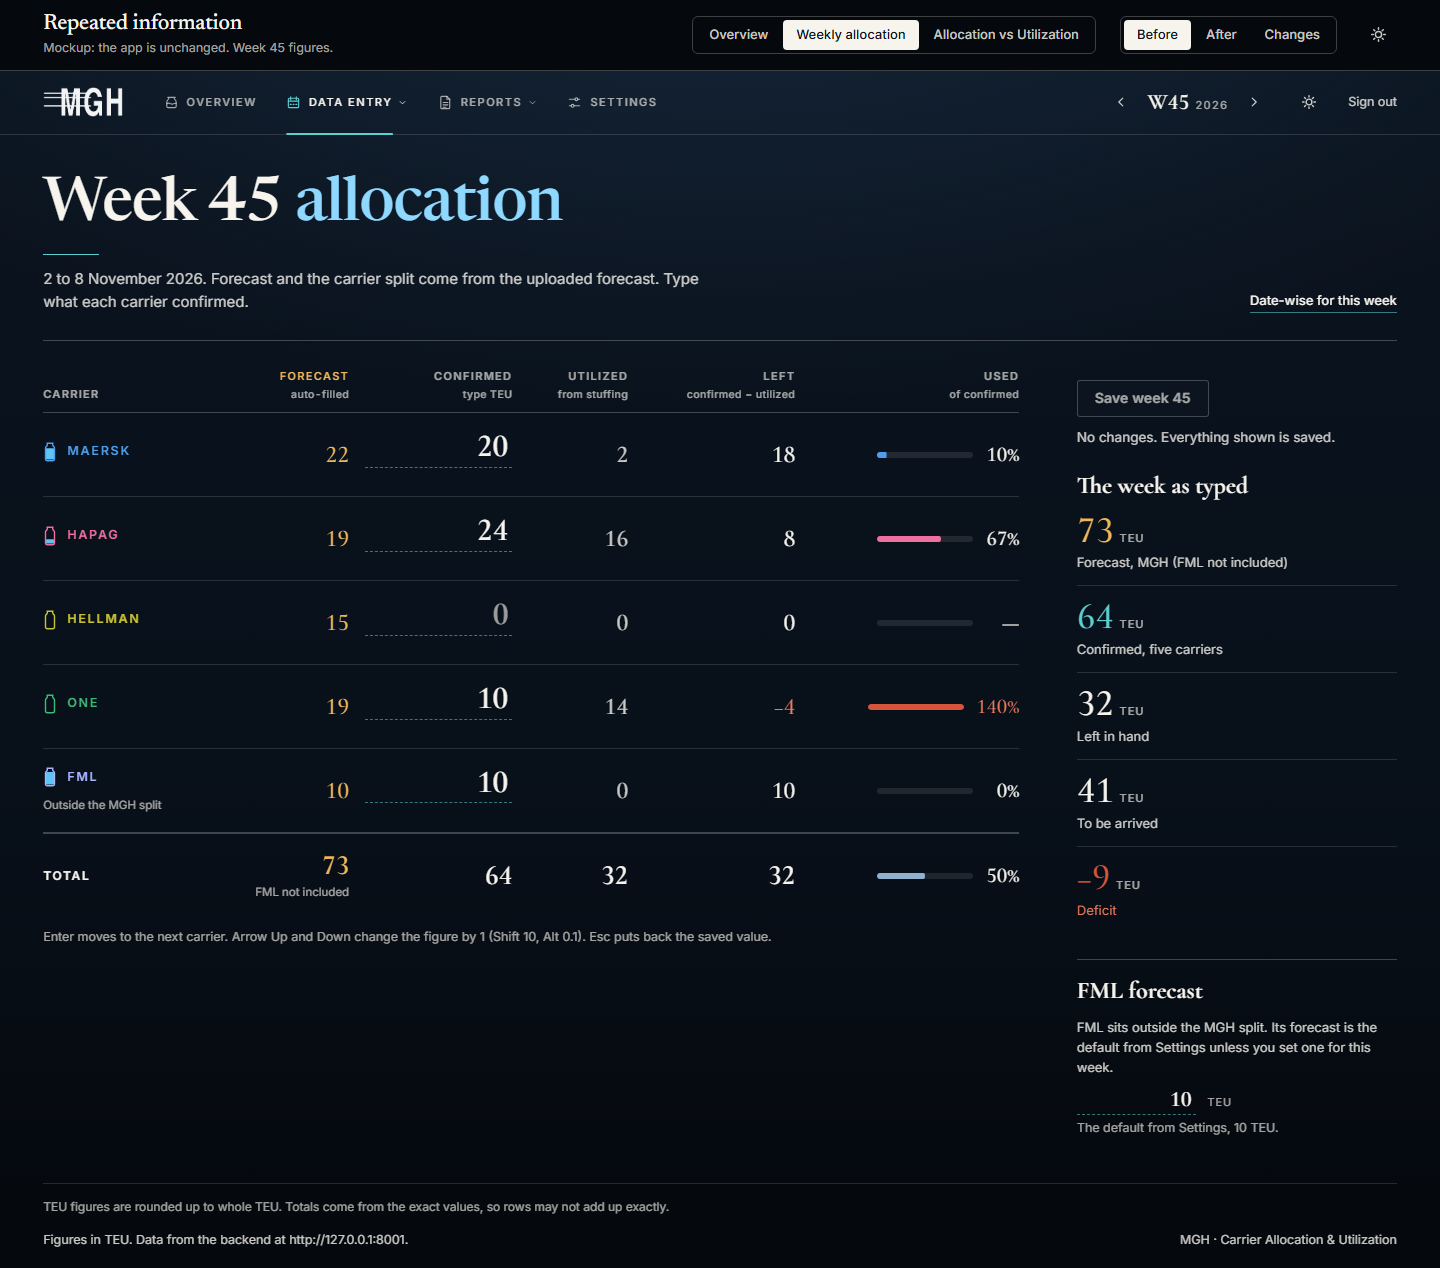 Repeated information
Mockup: the app is unchanged. Week 45 figures.
Overview
Weekly allocation
Allocation vs Utilization
Before
After
Changes
MGH
OVERVIEW
DATA ENTRY
REPORTS
SETTINGS
W45 2026
Sign out
Week 45 allocation
2 to 8 November 2026. Forecast and the carrier split come from the uploaded forecast. Type
what each carrier confirmed.
Date-wise for this week
CARRIER
FORECAST
auto-filled
CONFIRMED
type TEU
UTILIZED
from stuffing
LEFT
confirmed − utilized
USED
of confirmed
MAERSK 22 20 2 18 10%
HAPAG 19 24 16 8 67%
HELLMAN 15 0 0 0 —
ONE 19 10 14 −4 140%
FML 10 10 0 10 0%
Outside the MGH split
TOTAL 73 64 32 32 50%
FML not included
Enter moves to the next carrier. Arrow Up and Down change the figure by 1 (Shift 10, Alt 0.1). Esc puts back the saved value.
Save week 45
No changes. Everything shown is saved.
The week as typed
73 TEU
Forecast, MGH (FML not included)
64 TEU
Confirmed, five carriers
32 TEU
Left in hand
41 TEU
To be arrived
−9 TEU
Deficit
FML forecast
FML sits outside the MGH split. Its forecast is the
default from Settings unless you set one for this
week.
10 TEU
The default from Settings, 10 TEU.
TEU figures are rounded up to whole TEU. Totals come from the exact values, so rows may not add up exactly.
Figures in TEU. Data from the backend at http://127.0.0.1:8001.
MGH · Carrier Allocation & Utilization